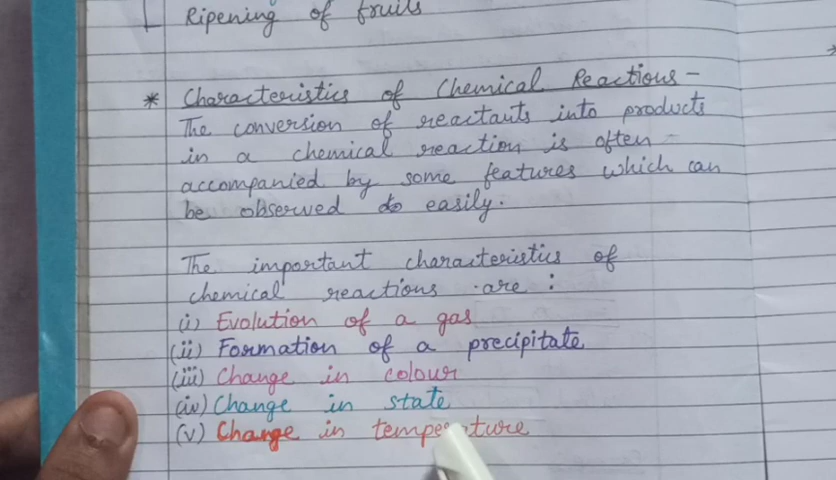 Ripening of fruits
* Characteristics of Chemical Reactions -
The conversion of reactants into products
in a chemical reaction is often
accompanied by some features which can
be observed easily.
The important characteristics of
chemical reactions are :
(i) Evolution of a gas
(ii) Formation of a precipitate
(iii) Change in colour
(iv) Change in state
(v) Change in temperature